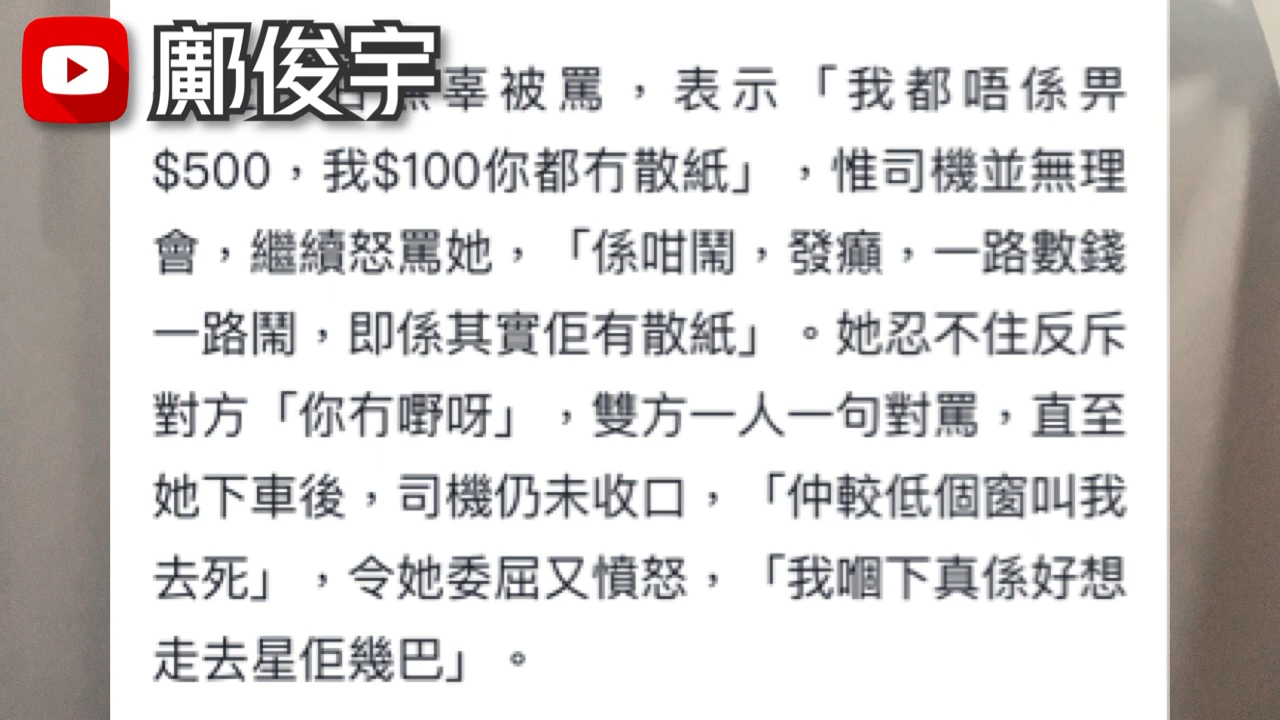 鄺俊宇
辜被罵，表示「我都唔係畀
$500，我$100你都冇散紙」，惟司機並無理
會，繼續怒罵她，「係咁鬧，發癲，一路數錢
一路鬧，即係其實佢有散紙」。她忍不住反斥
對方「你冇嘢呀」，雙方一人一句對罵，直至
她下車後，司機仍未收口，「仲較低個窗叫我
去死」，令她委屈又憤怒，「我嗰下真係好想
走去星佢幾巴」。